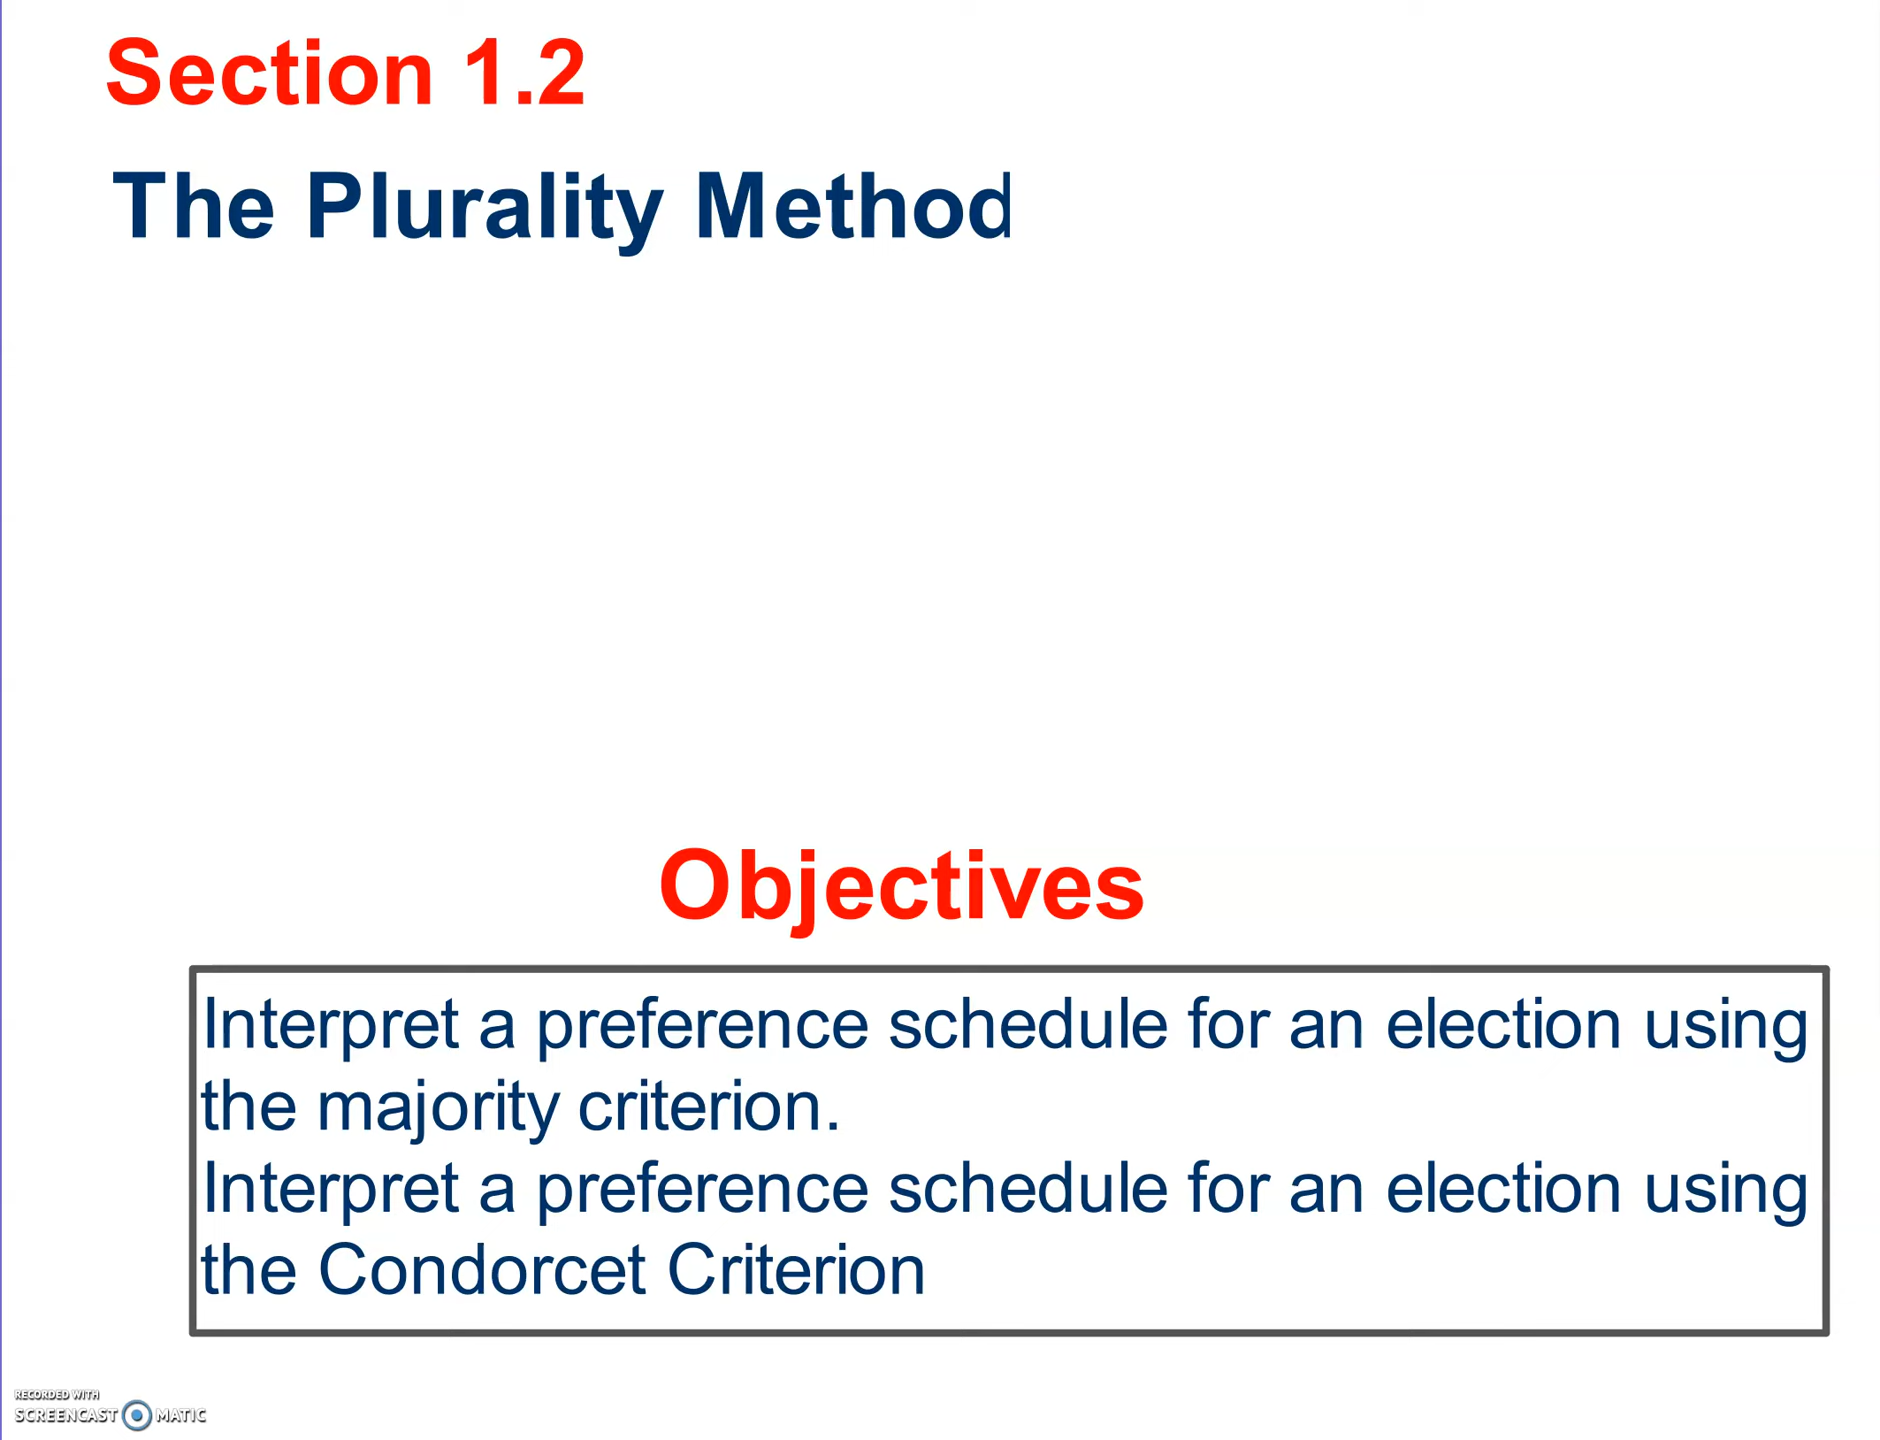 Section 1.2
The Plurality Method
Objectives
Interpret a preference schedule for an election using
the majority criterion.
Interpret a preference schedule for an election using
the Condorcet Criterion
RECORDED WITH
SCREENCAST MATIC